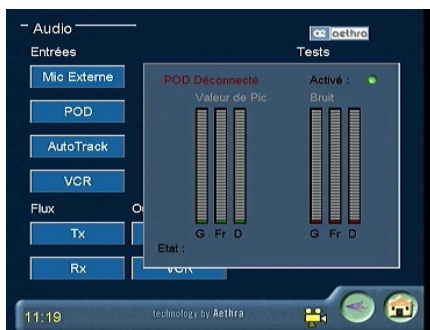 Audio
aethra
Entrées
Tests
Mic Externe
POD Déconnecté
Activé :
Valeur de Pic
Bruit
POD
AutoTrack
VCR
Flux
G Fr D
G Fr D
Tx
Etat :
Rx
11:19
technology by Aethra